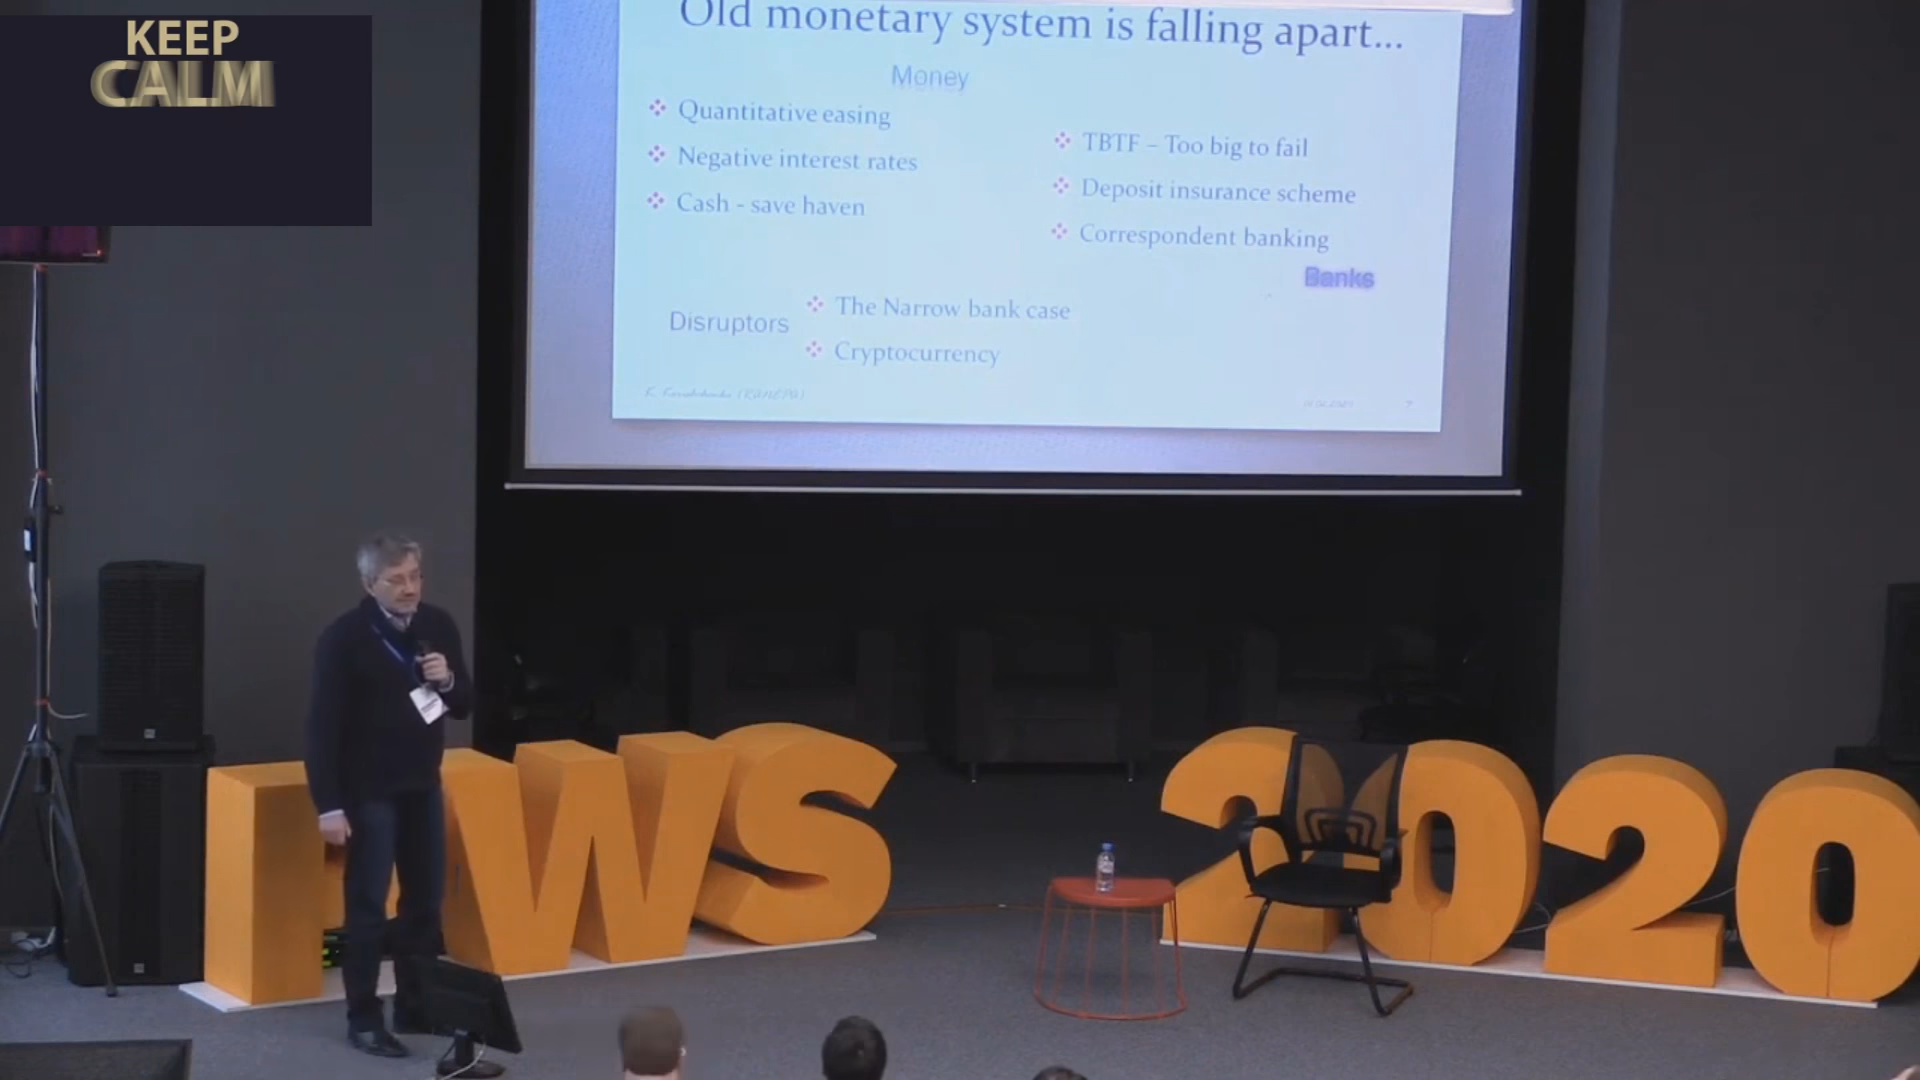 KEEP
CALM
Old monetary system is falling apart...
Money
Quantitative easing
Negative interest rates
Cash - save haven
TBTF – Too big to fail
Deposit insurance scheme
Correspondent banking
Banks
Disruptors
The Narrow bank case
Cryptocurrency
WS
2020